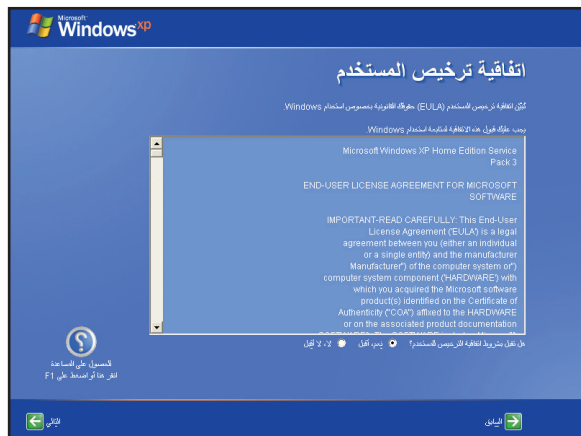 Microsoft
Windows xp
اتفاقية ترخيص المستخدم
تُبيّن اتفاقية ترخيص المستخدم (EULA) حقوقك القانونية بخصوص استخدام Windows.
يجب عليك قبول هذه الاتفاقية لمتابعة استخدام Windows.
Microsoft Windows XP Home Edition Service
Pack 3
END-USER LICENSE AGREEMENT FOR MICROSOFT
SOFTWARE
IMPORTANT-READ CAREFULLY: This End-User
License Agreement ('EULA') is a legal
agreement between you (either an individual
or a single entity) and the manufacturer
Manufacturer") of the computer system or")
computer system component ('HARDWARE') with
which you acquired the Microsoft software
product(s) identified on the Certificate of
Authenticity ("COA") affixed to the HARDWARE
or on the associated product documentation
هل تقبل بشروط اتفاقية الترخيص للمستخدم؟ نعم، أقبل لا، لا أقبل
للحصول على المساعدة
انقر هنا أو اضغط على F1
التالي
السابق